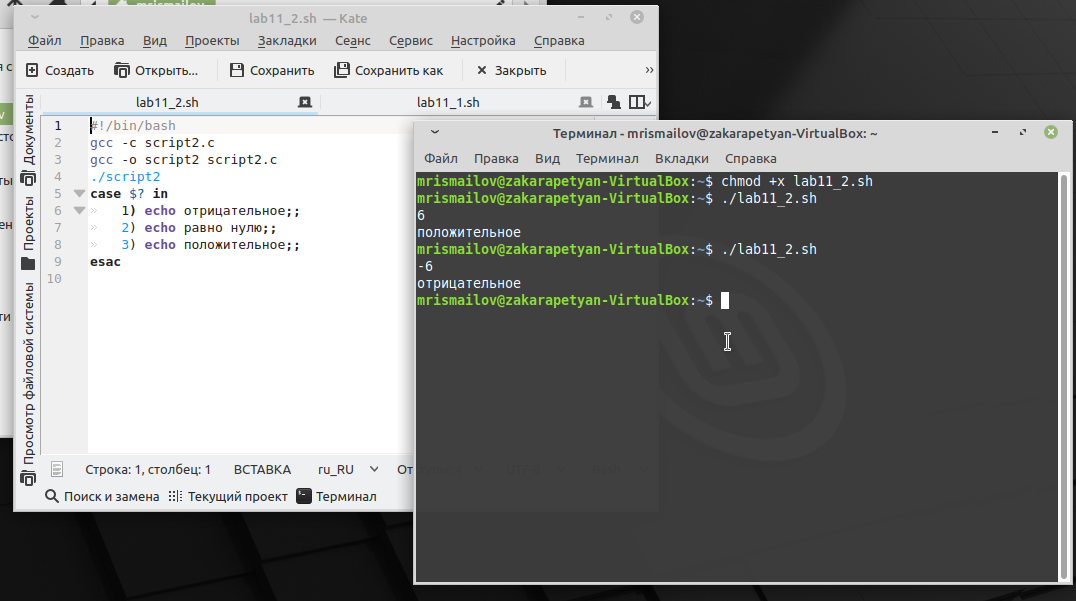 mrismailov
lab11_2.sh — Kate
Файл Правка Вид Проекты Закладки Сеанс Сервис Настройка Справка
Создать Открыть... Сохранить Сохранить как Закрыть »
lab11_2.sh lab11_1.sh
Документы
Проекты
Просмотр файловой системы
1 #!/bin/bash
2 gcc -c script2.c
3 gcc -o script2 script2.c
4 ./script2
5 case $? in
6 » 1) echo отрицательное;;
7 » 2) echo равно нулю;;
8 » 3) echo положительное;;
9 esac
10
Строка: 1, столбец: 1 ВСТАВКА ru_RU От
Поиск и замена Текущий проект Терминал
Терминал - mrismailov@zakarapetyan-VirtualBox: ~
Файл Правка Вид Терминал Вкладки Справка
mrismailov@zakarapetyan-VirtualBox:~$ chmod +x lab11_2.sh
mrismailov@zakarapetyan-VirtualBox:~$ ./lab11_2.sh
6
положительное
mrismailov@zakarapetyan-VirtualBox:~$ ./lab11_2.sh
-6
отрицательное
mrismailov@zakarapetyan-VirtualBox:~$